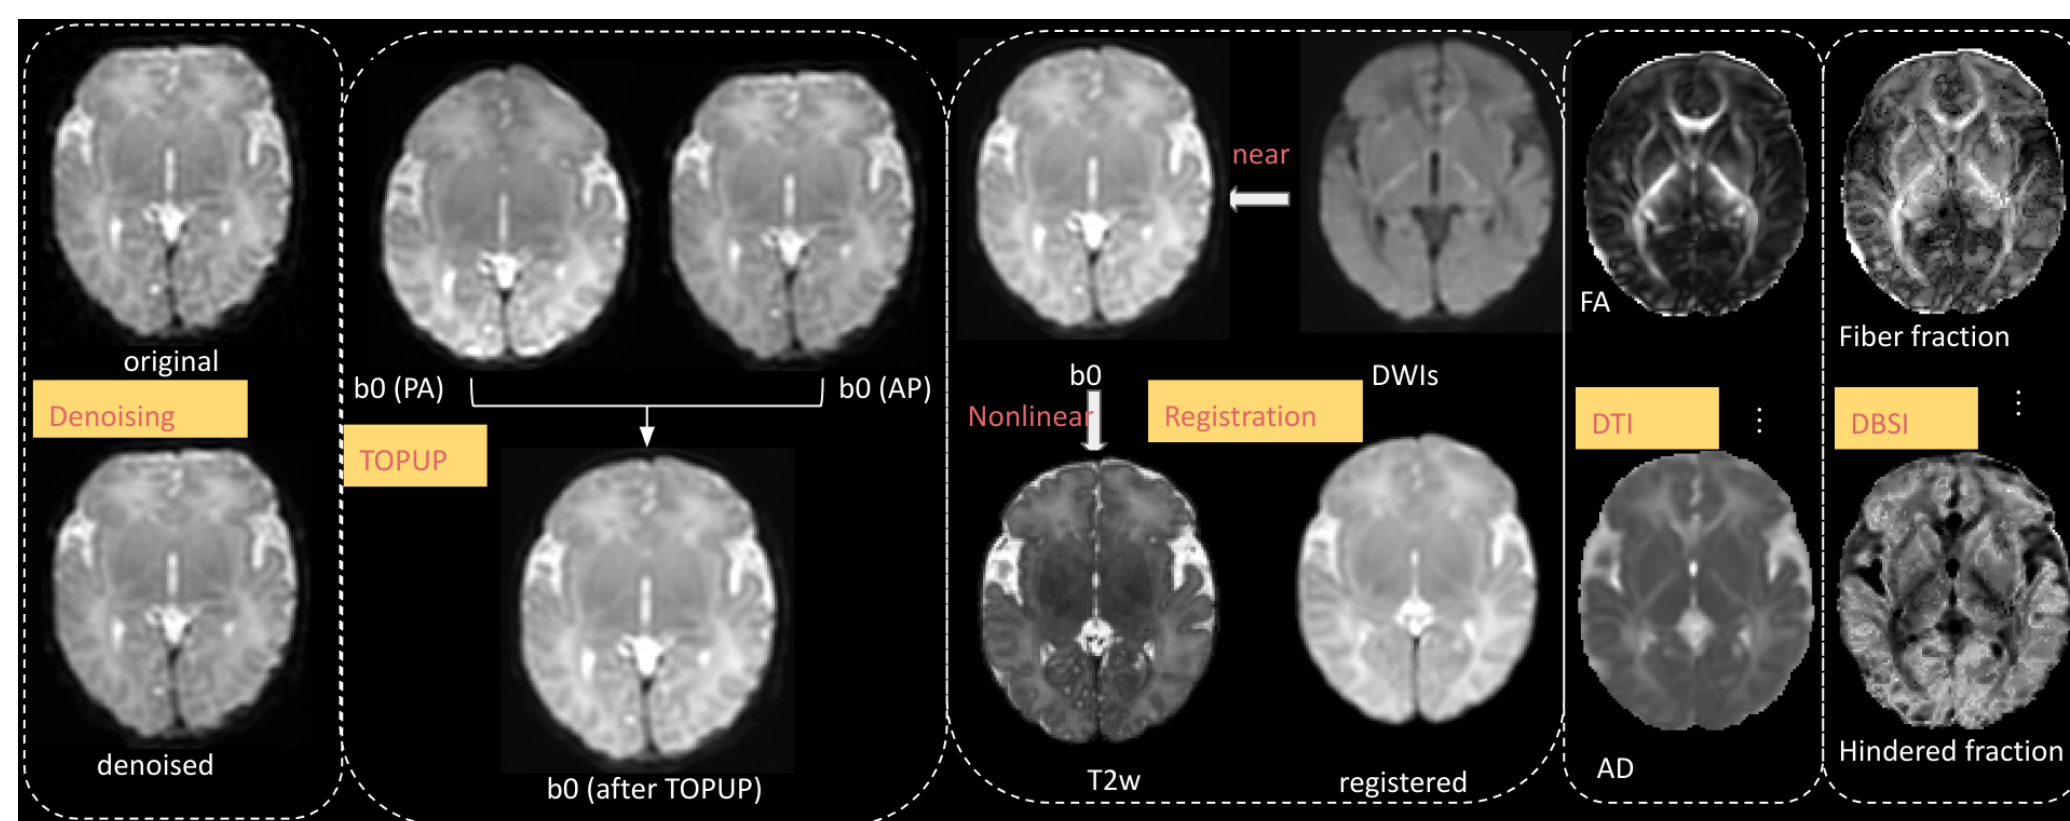 original
Denoising
denoised
b0 (PA)
b0 (AP)
TOPUP
b0 (after TOPUP)
near
b0
DWIs
Nonlinear
Registration
T2w
registered
FA
DTI
⋮
AD
Fiber fraction
DBSI
⋮
Hindered fraction